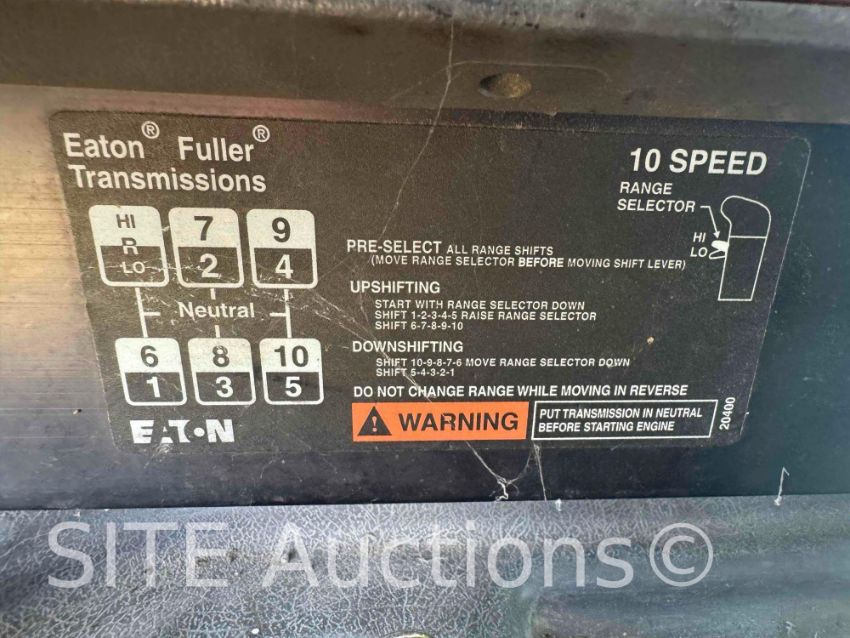 Eaton® Fuller®
Transmissions
10 SPEED
RANGE
SELECTOR
HI
LO
HI
R
LO
7
2
9
4
Neutral
6
1
8
3
10
5
EATON
PRE-SELECT ALL RANGE SHIFTS
(MOVE RANGE SELECTOR BEFORE MOVING SHIFT LEVER)
UPSHIFTING
START WITH RANGE SELECTOR DOWN
SHIFT 1-2-3-4-5 RAISE RANGE SELECTOR
SHIFT 6-7-8-9-10
DOWNSHIFTING
SHIFT 10-9-8-7-6 MOVE RANGE SELECTOR DOWN
SHIFT 5-4-3-2-1
DO NOT CHANGE RANGE WHILE MOVING IN REVERSE
WARNING
PUT TRANSMISSION IN NEUTRAL
BEFORE STARTING ENGINE
20400
SITE Auctions©